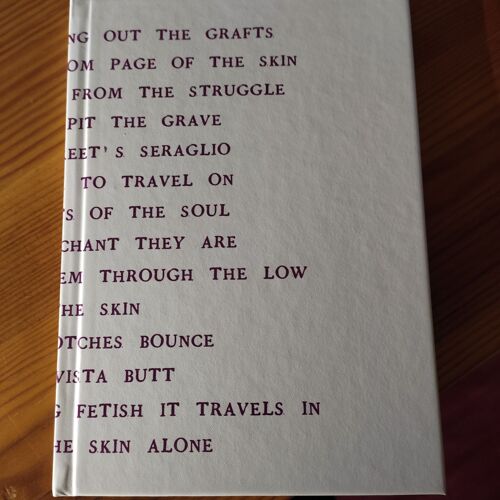 NG OUT THE GRAFTS
OM PAGE OF THE SKIN
FROM THE STRUGGLE
PIT THE GRAVE
REET'S SERAGLIO
TO TRAVEL ON
TS OF THE SOUL
CHANT THEY ARE
EM THROUGH THE LOW
HE SKIN
OTCHES BOUNCE
VISTA BUTT
G FETISH IT TRAVELS IN
HE SKIN ALONE